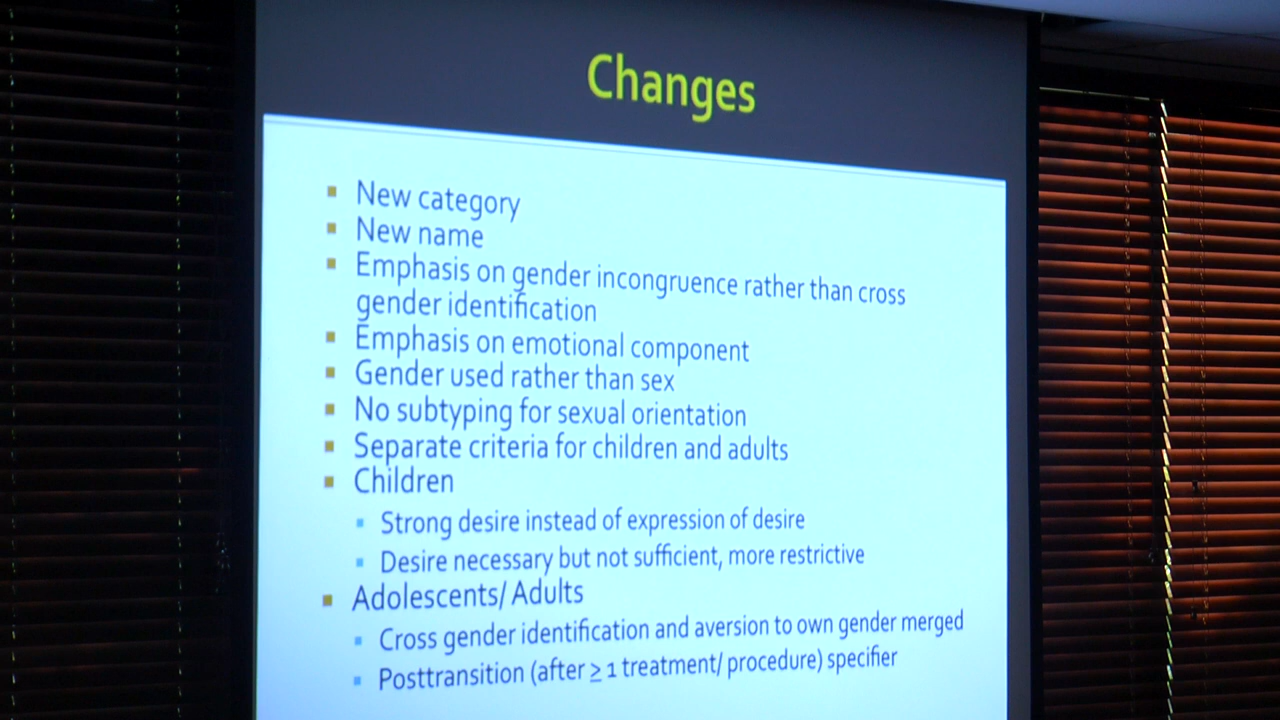 Changes
New category
New name
Emphasis on gender incongruence rather than cross
gender identification
Emphasis on emotional component
Gender used rather than sex
No subtyping for sexual orientation
Separate criteria for children and adults
Children
Strong desire instead of expression of desire
Desire necessary but not sufficient, more restrictive
Adolescents/ Adults
Cross gender identification and aversion to own gender merged
Posttransition (after ≥ 1 treatment/ procedure) specifier